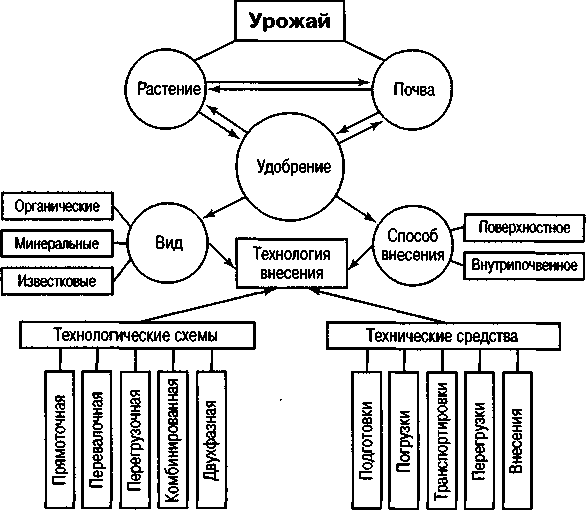 Урожай
Растение
Почва
Удобрение
Органические
Минеральные
Известковые
Вид
Технология
внесения
Способ
внесения
Поверхностное
Внутрипочвенное
Технологические схемы
Технические средства
Прямоточная
Перевалочная
Перегрузочная
Комбинированная
Двухфазная
Подготовки
Погрузки
Транспортировки
Перегрузки
Внесения